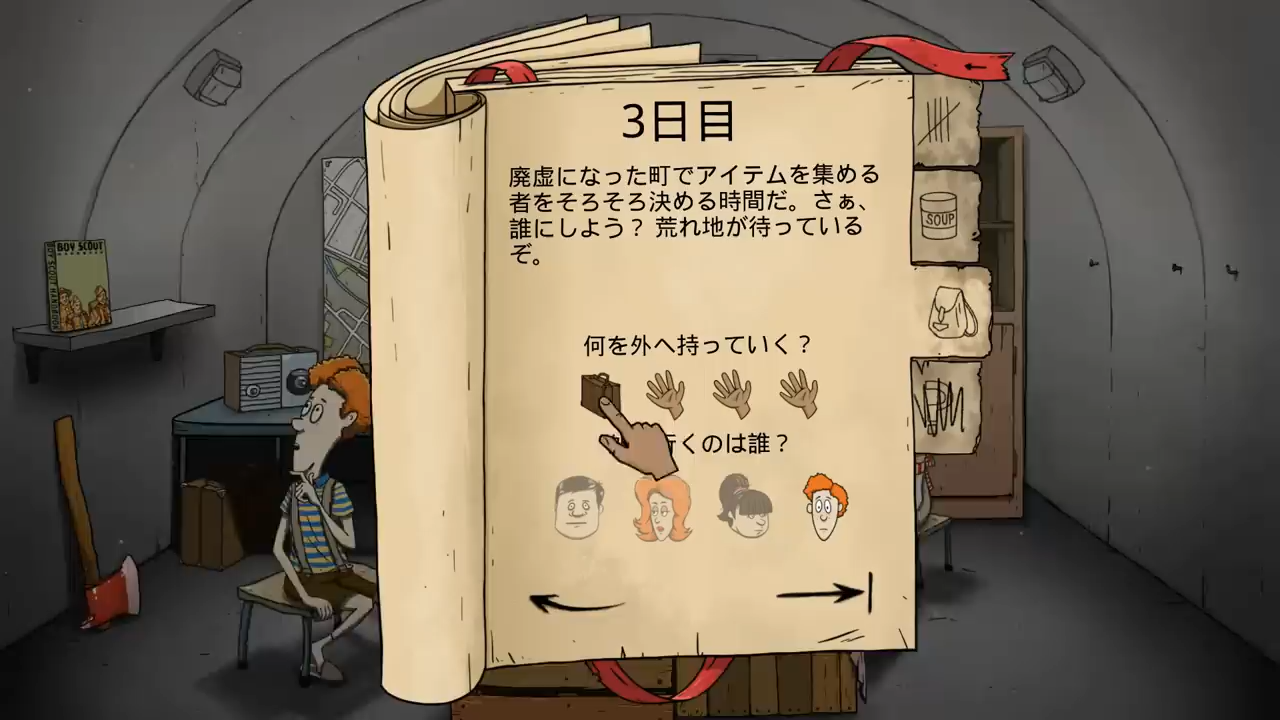 3日目
廃虚になった町でアイテムを集める
者をそろそろ決める時間だ。さぁ、
誰にしよう？ 荒れ地が待っている
ぞ。
何を外へ持っていく？
行くのは誰？
BOY SCOUT
SOUP